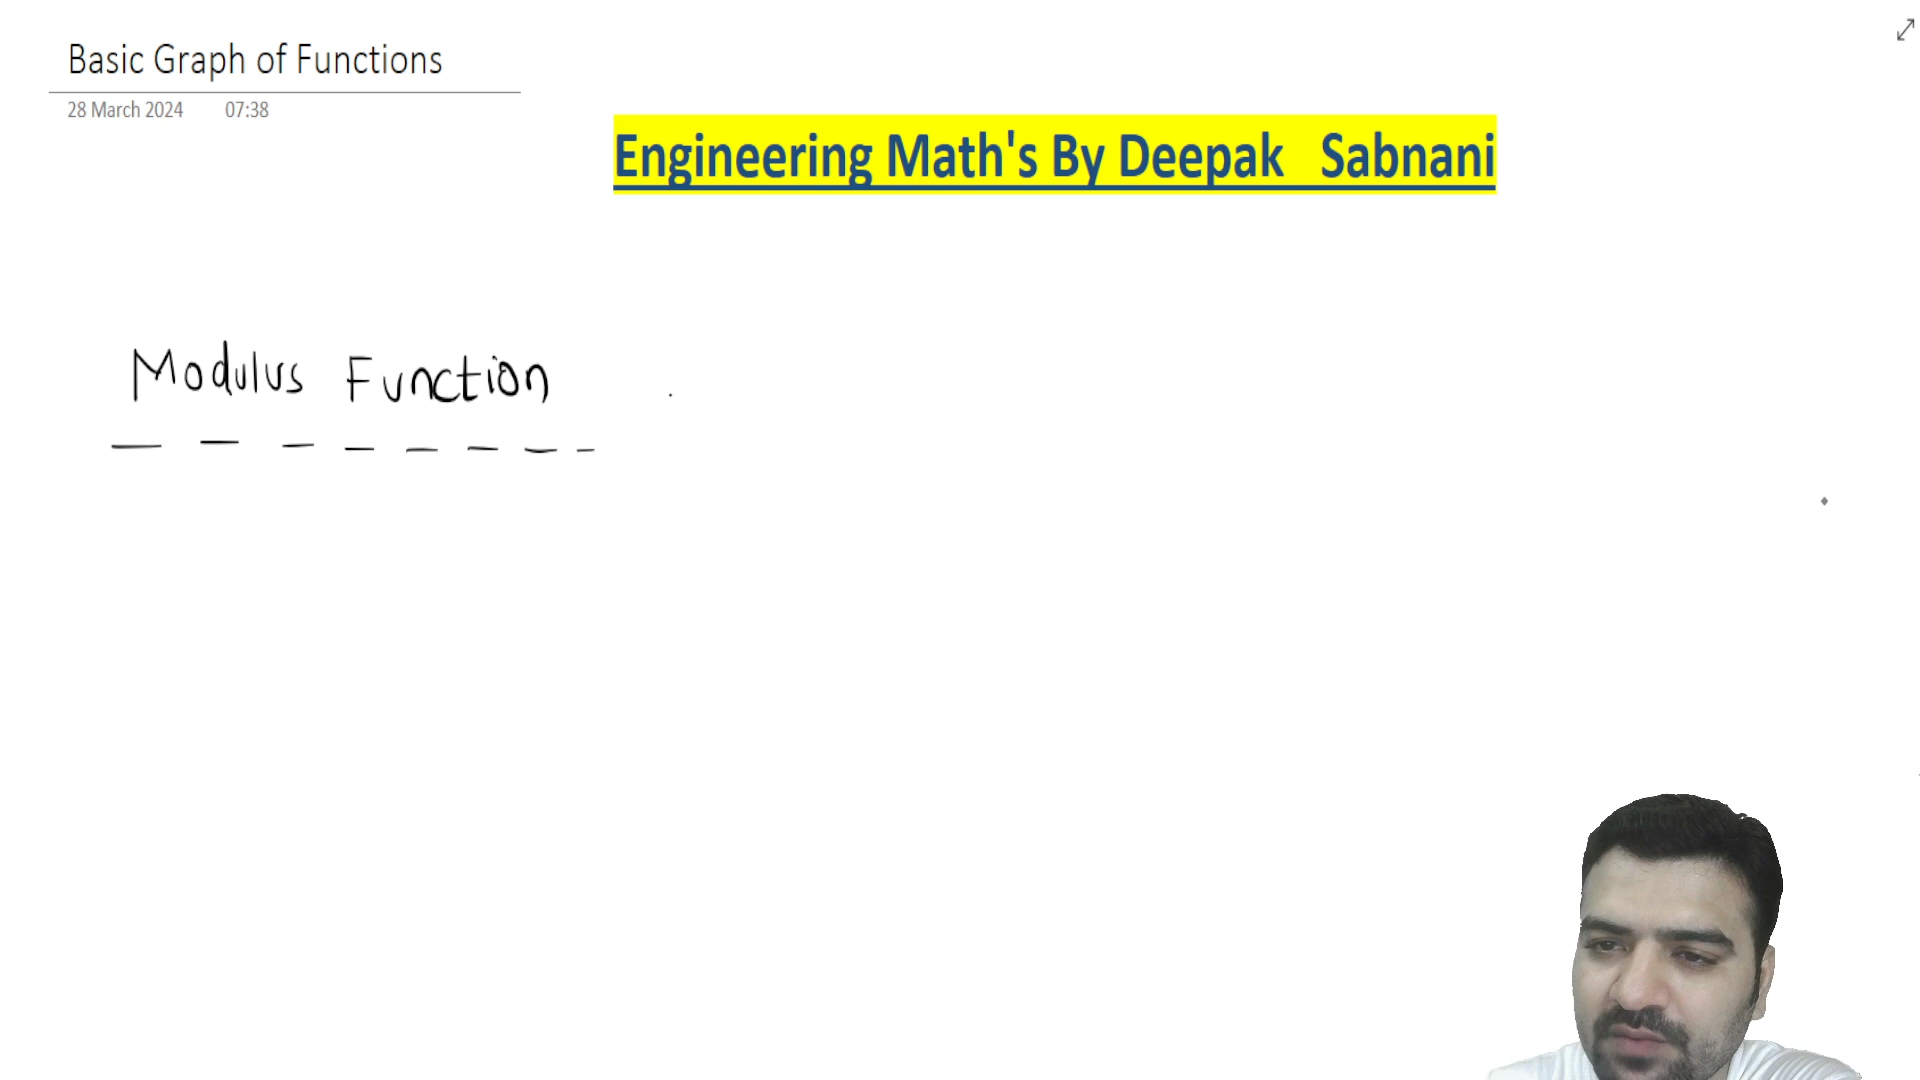 Basic Graph of Functions
28 March 2024 07:38
Engineering Math's By Deepak Sabnani
Modulus Function